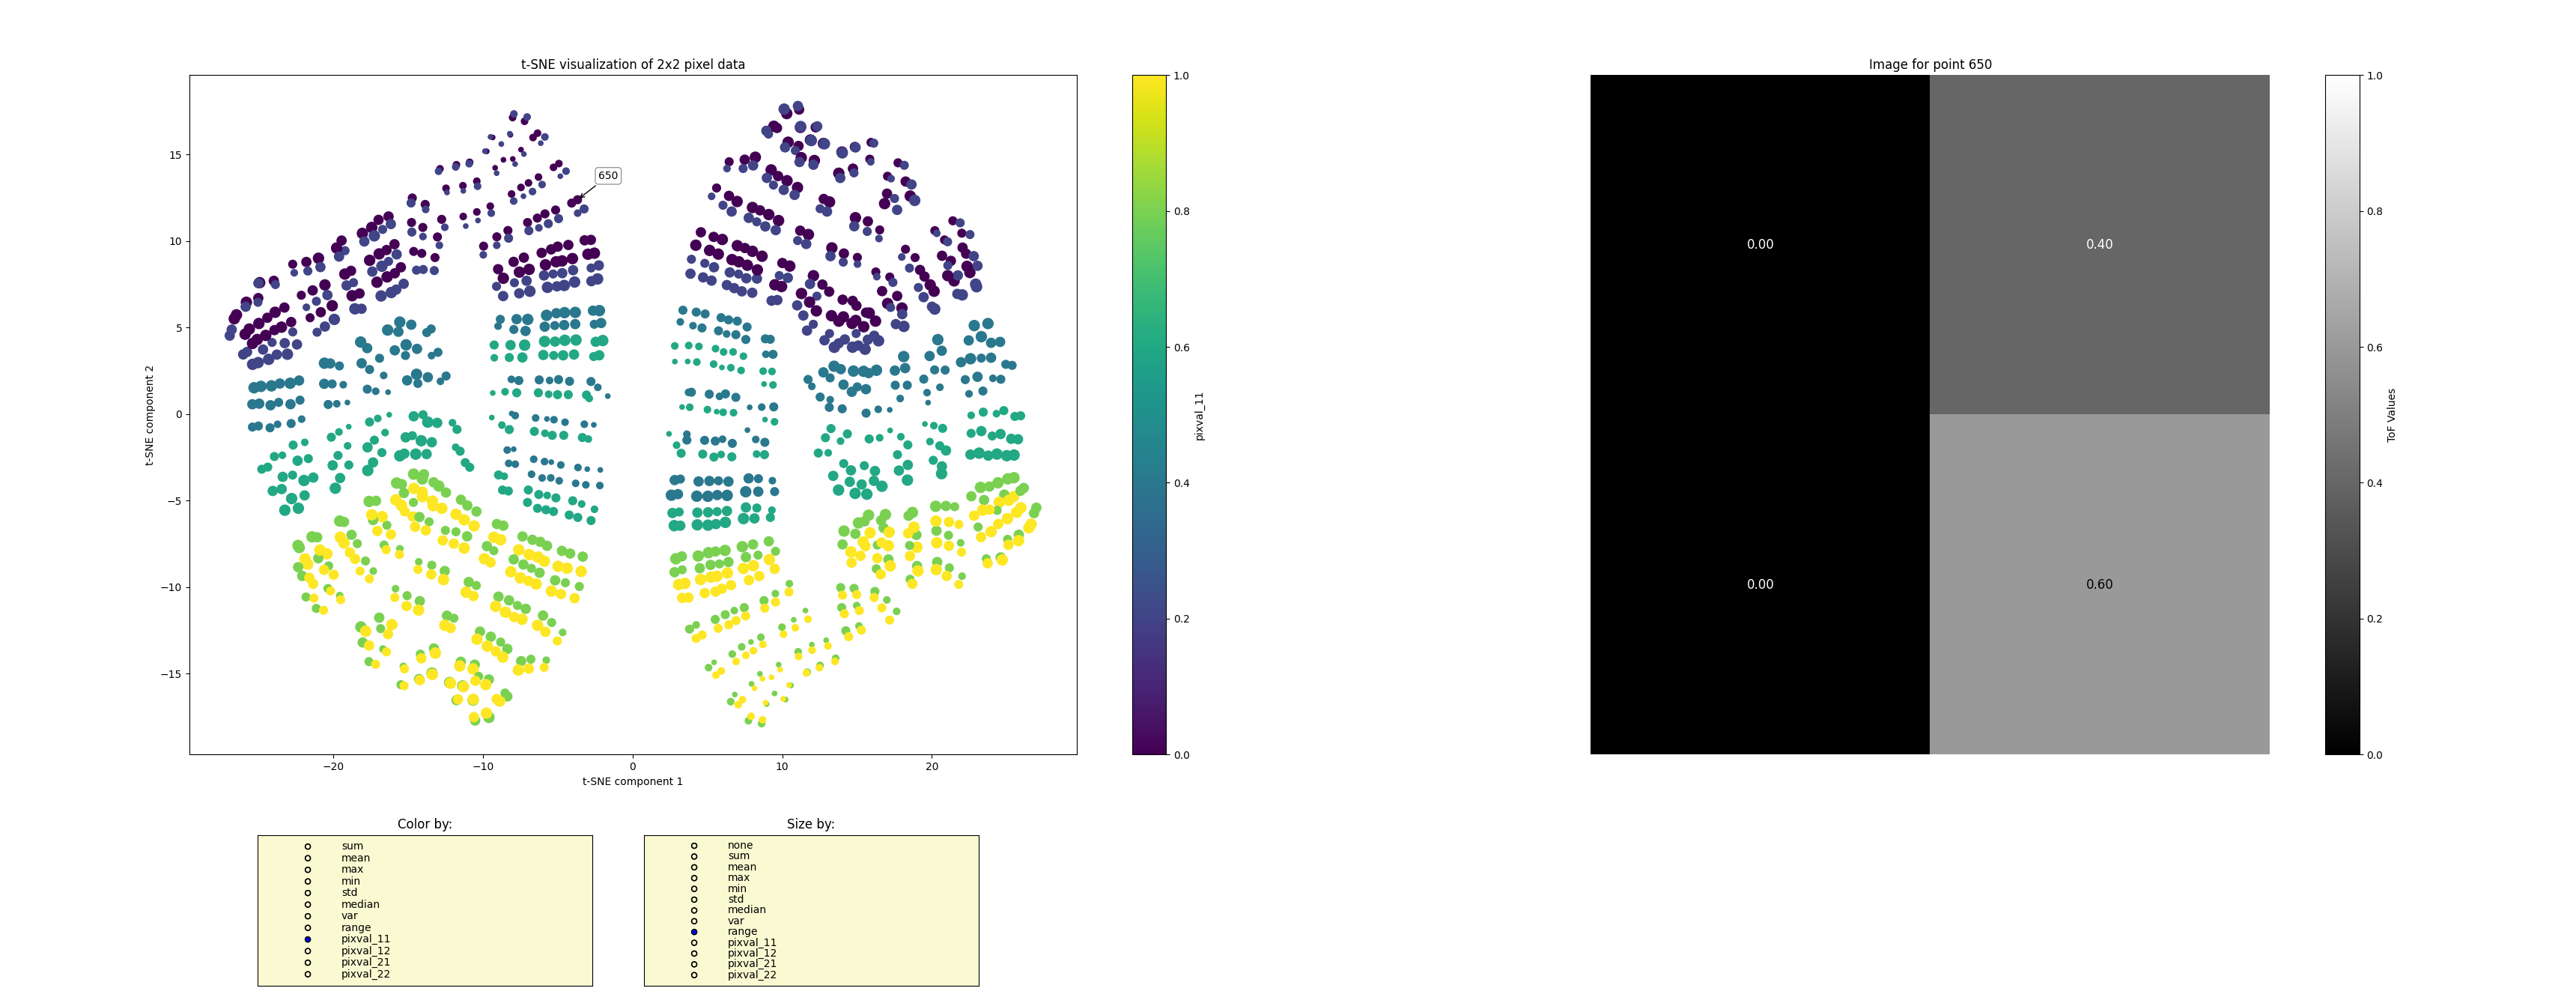 t-SNE visualization of 2x2 pixel data
15
10
5
0
−5
−10
−15
t-SNE component 2
−20
−10
0
10
20
t-SNE component 1
650
1.0
0.8
0.6
0.4
0.2
0.0
pixval_11
Image for point 650
0.00
0.40
0.00
0.60
1.0
0.8
0.6
0.4
0.2
0.0
ToF Values
Color by:
sum
mean
max
min
std
median
var
range
pixval_11
pixval_12
pixval_21
pixval_22
Size by:
none
sum
mean
max
min
std
median
var
range
pixval_11
pixval_12
pixval_21
pixval_22